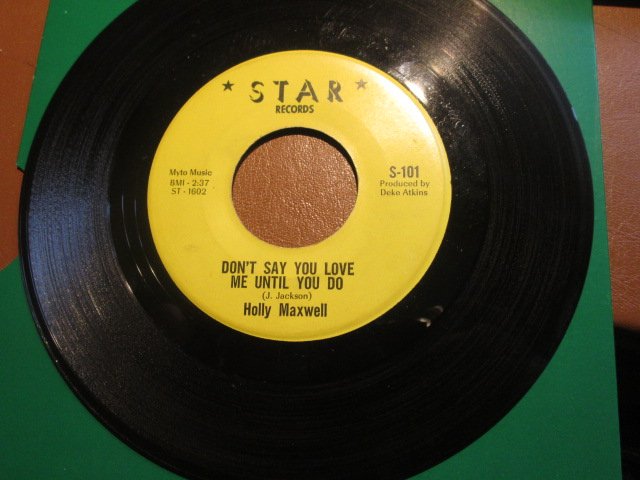 ★ STAR ★
RECORDS
Myto Music
BMI - 2:37
ST - 1602
S-101
Produced by
Deke Atkins
DON'T SAY YOU LOVE
ME UNTIL YOU DO
(J. Jackson)
Holly Maxwell